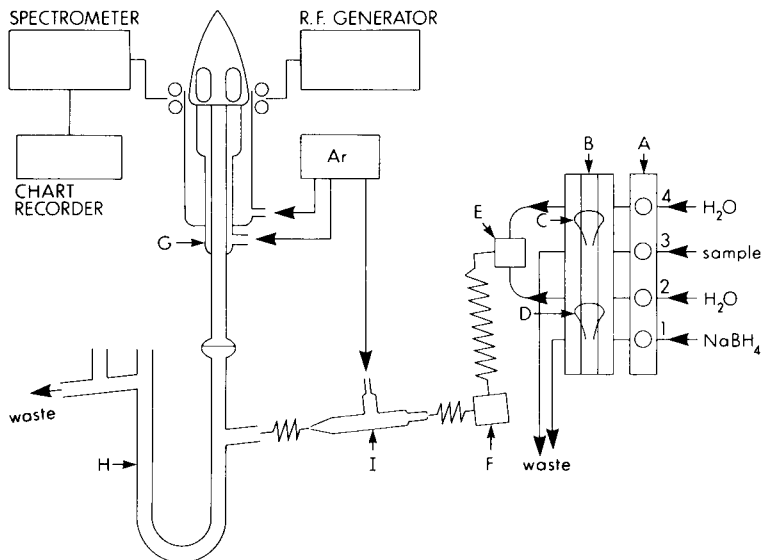 SPECTROMETER
R.F. GENERATOR
CHART
RECORDER
Ar
B
A
E
C
4
H₂O
G
3
sample
D
2
H₂O
1
NaBH₄
waste
H
I
F
waste